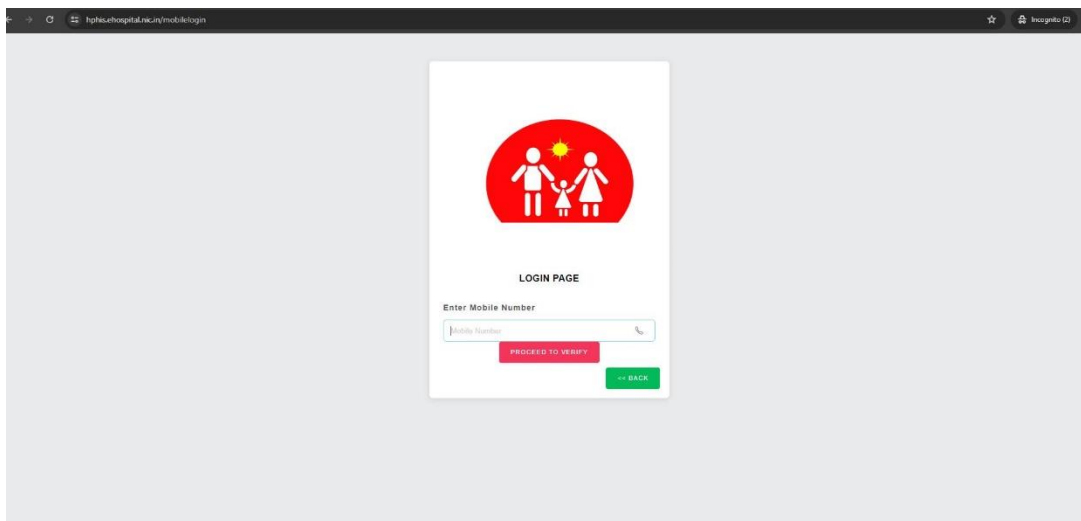 hphis.ehospital.nic.in/mobilelogin
Incognito (2)
LOGIN PAGE
Enter Mobile Number
Mobile Number
PROCEED TO VERIFY
<< BACK